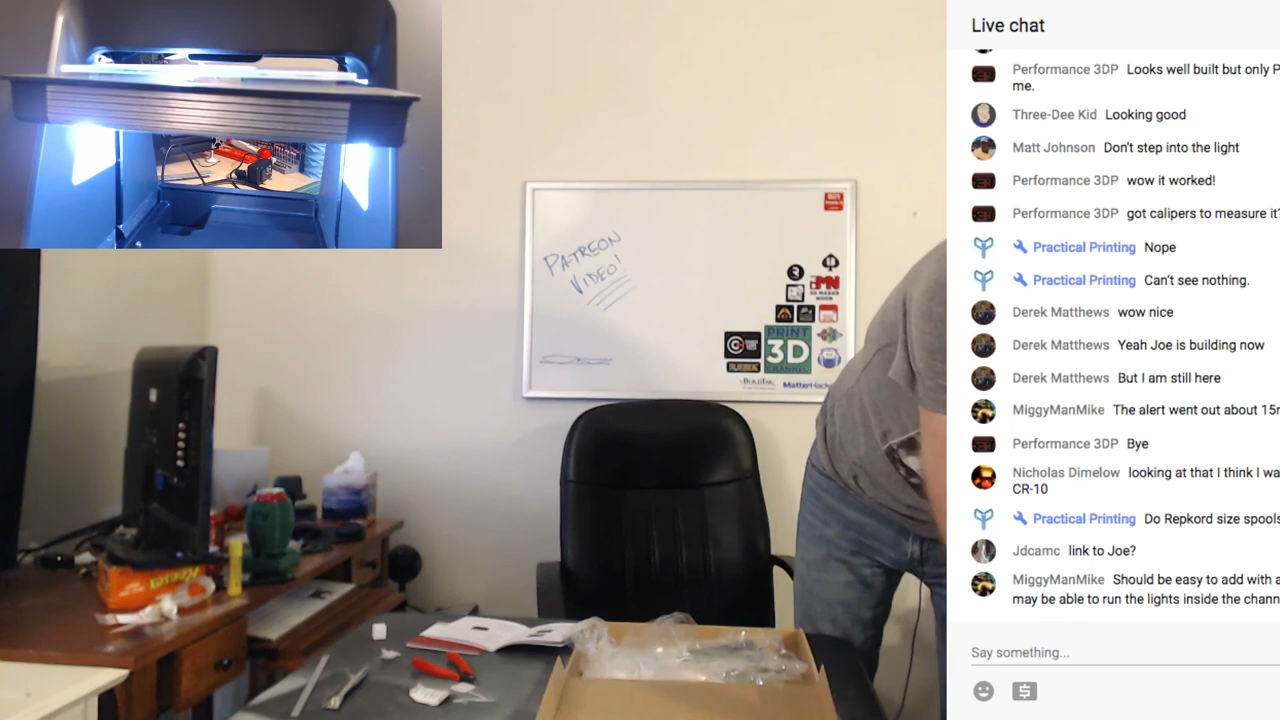 PATREON
VIDEO!
PRINT
3D
CHANNEL
Live chat
Performance 3DP Looks well built but only P
me.
Three-Dee Kid Looking good
Matt Johnson Don't step into the light
Performance 3DP wow it worked!
Performance 3DP got calipers to measure it?
Practical Printing Nope
Practical Printing Can't see nothing.
Derek Matthews wow nice
Derek Matthews Yeah Joe is building now
Derek Matthews But I am still here
MiggyManMike The alert went out about 15m
Performance 3DP Bye
Nicholas Dimelow looking at that I think I wa
CR-10
Practical Printing Do Repkord size spools
Jdcamc link to Joe?
MiggyManMike Should be easy to add with a
may be able to run the lights inside the chann
Say something...